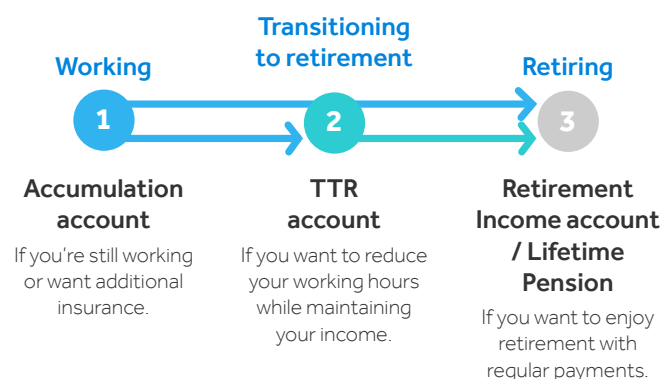 Working
Transitioning
to retirement
Retiring
1
2
3
Accumulation
account
If you're still working
or want additional
insurance.
TTR
account
If you want to reduce
your working hours
while maintaining
your income.
Retirement
Income account
/ Lifetime
Pension
If you want to enjoy
retirement with
regular payments.